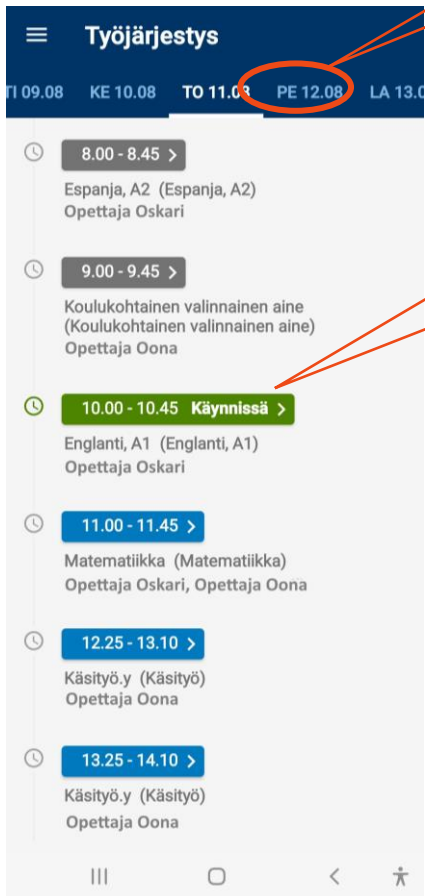 Työjärjestys
TI 09.08 KE 10.08 TO 11.08 PE 12.08 LA 13.0
8.00 - 8.45 >
Espanja, A2 (Espanja, A2)
Opettaja Oskari
9.00 - 9.45 >
Koulukohtainen valinnainen aine
(Koulukohtainen valinnainen aine)
Opettaja Oona
10.00 - 10.45 Käynnissä >
Englanti, A1 (Englanti, A1)
Opettaja Oskari
11.00 - 11.45 >
Matematiikka (Matematiikka)
Opettaja Oskari, Opettaja Oona
12.25 - 13.10 >
Käsityö.y (Käsityö)
Opettaja Oona
13.25 - 14.10 >
Käsityö.y (Käsityö)
Opettaja Oona